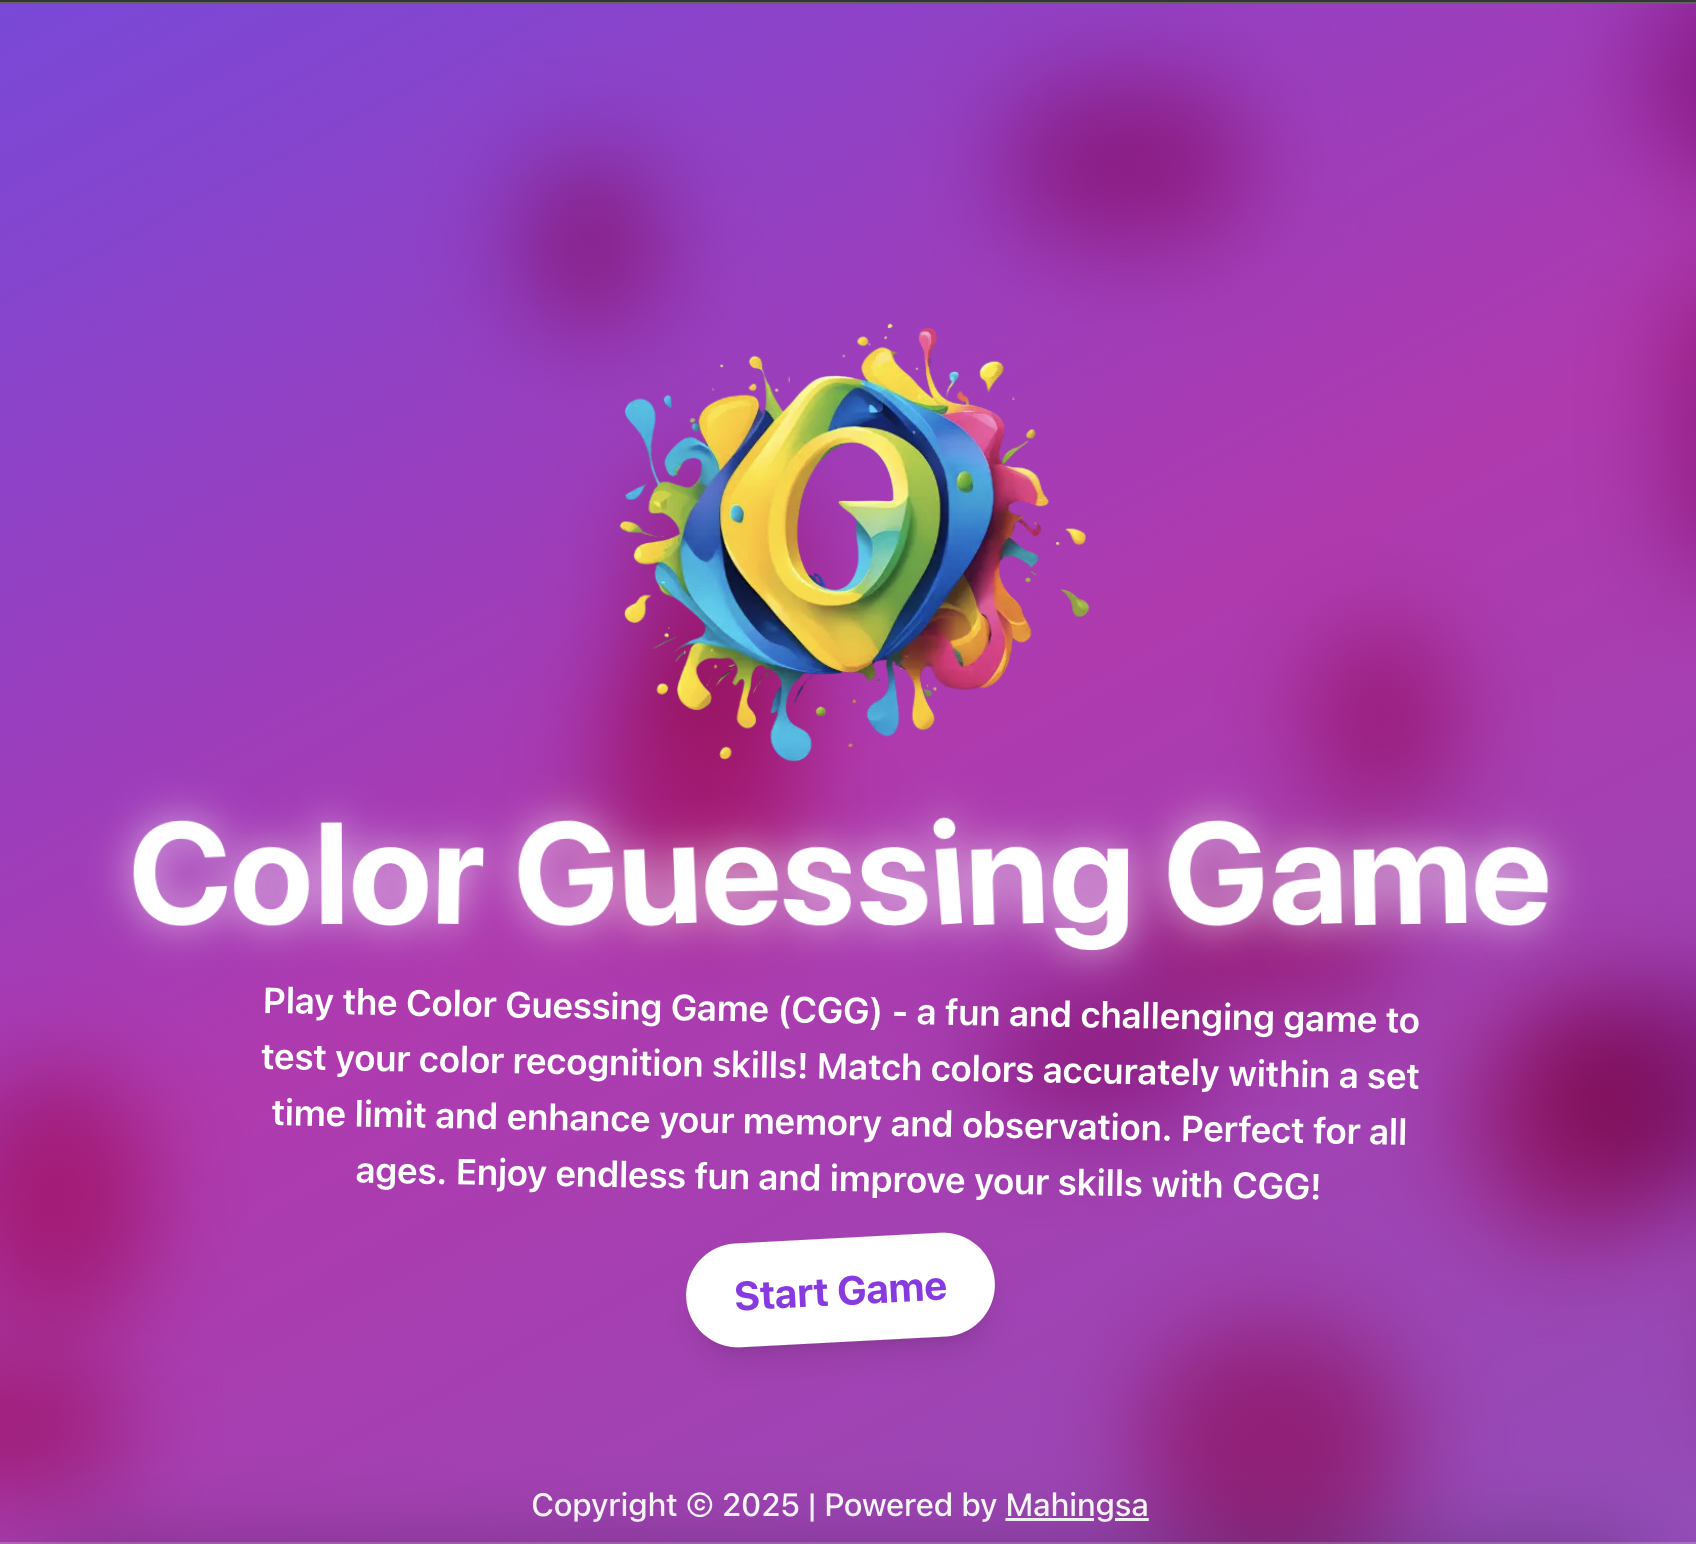 e
Color Guessing Game
Play the Color Guessing Game (CGG) - a fun and challenging game to
test your color recognition skills! Match colors accurately within a set
time limit and enhance your memory and observation. Perfect for all
ages. Enjoy endless fun and improve your skills with CGG!
Start Game
Copyright © 2025 | Powered by Mahingsa